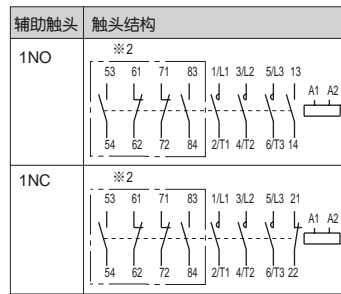 辅助触头 触头结构
1NO
※2
53 61 71 83 1/L1 3/L2 5/L3 13
A1 A2
54 62 72 84 2/T1 4/T2 6/T3 14
1NC
※2
53 61 71 83 1/L1 3/L2 5/L3 21
A1 A2
54 62 72 84 2/T1 4/T2 6/T3 22